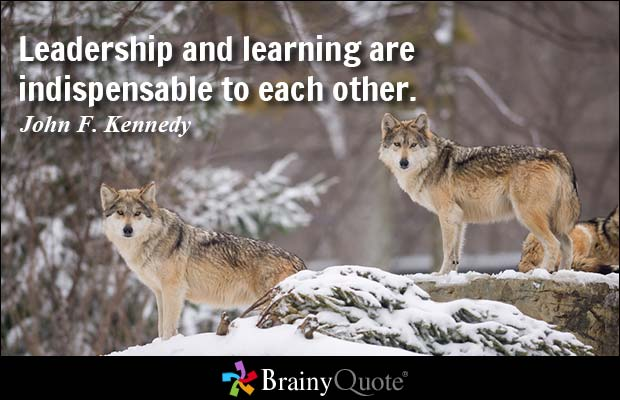 Leadership and learning are
indispensable to each other.
John F. Kennedy
BrainyQuote®